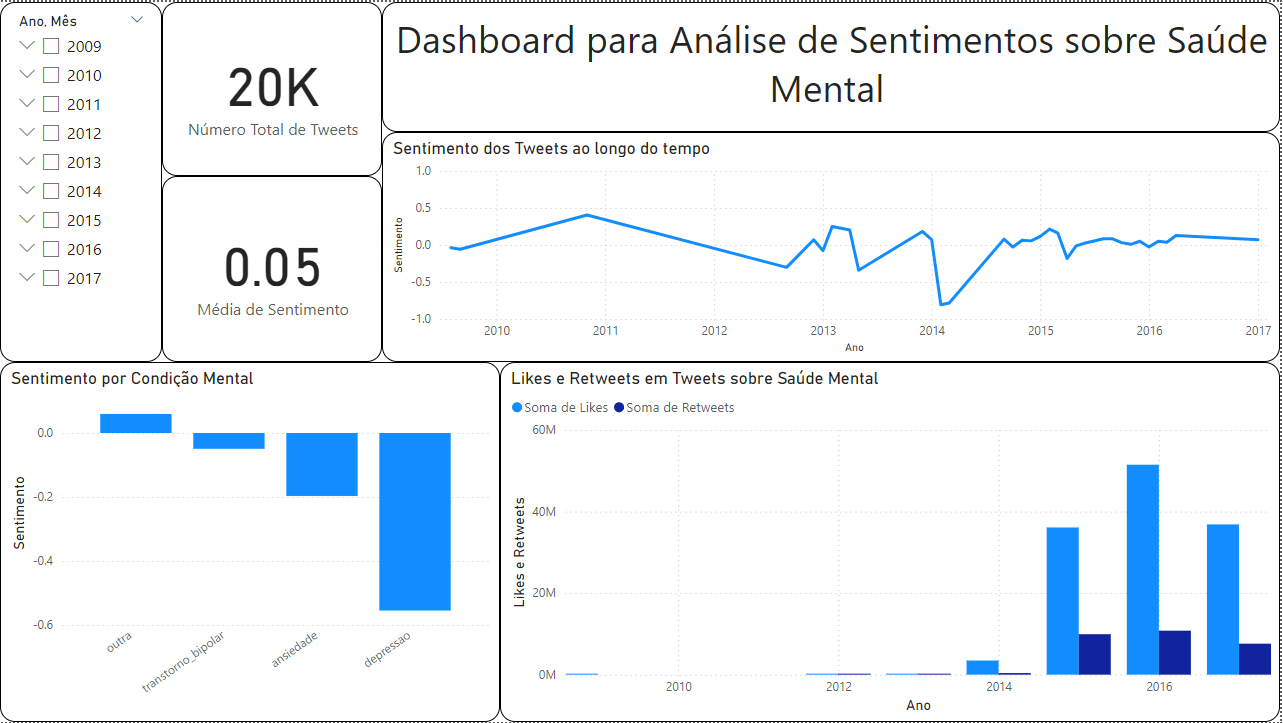 Ano, Mês
2009
2010
2011
2012
2013
2014
2015
2016
2017
20K
Número Total de Tweets
0.05
Média de Sentimento
Dashboard para Análise de Sentimentos sobre Saúde
Mental
Sentimento dos Tweets ao longo do tempo
Sentimento
1.0
0.5
0.0
-0.5
-1.0
2010 2011 2012 2013 2014 2015 2016 2017
Ano
Sentimento por Condição Mental
Sentimento
0.0
-0.2
-0.4
-0.6
outra transtorno_bipolar ansiedade depressao
Likes e Retweets em Tweets sobre Saúde Mental
Soma de Likes Soma de Retweets
Likes e Retweets
60M
40M
20M
0M
2010 2012 2014 2016
Ano